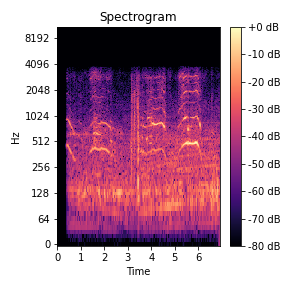 Spectrogram
8192
4096
2048
1024
512
256
128
64
0
Hz
0 1 2 3 4 5 6
Time
+0 dB
-10 dB
-20 dB
-30 dB
-40 dB
-50 dB
-60 dB
-70 dB
-80 dB